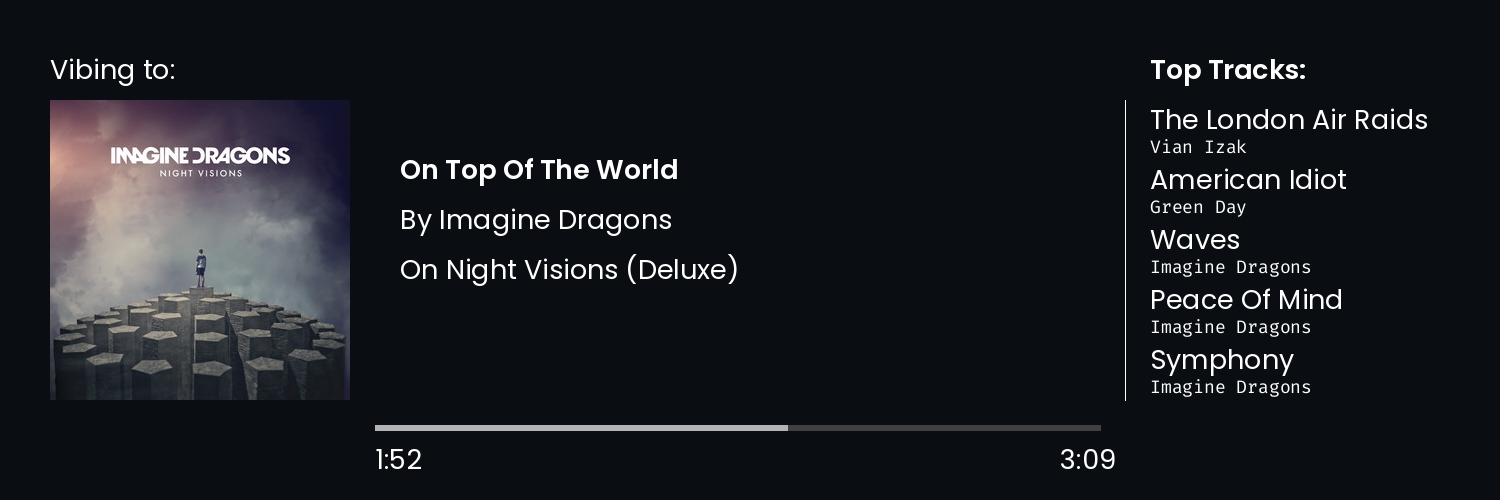 Vibing to:
IMAGINE DRAGONS
NIGHT VISIONS
On Top Of The World
By Imagine Dragons
On Night Visions (Deluxe)
1:52
3:09
Top Tracks:
The London Air Raids
Vian Izak
American Idiot
Green Day
Waves
Imagine Dragons
Peace Of Mind
Imagine Dragons
Symphony
Imagine Dragons